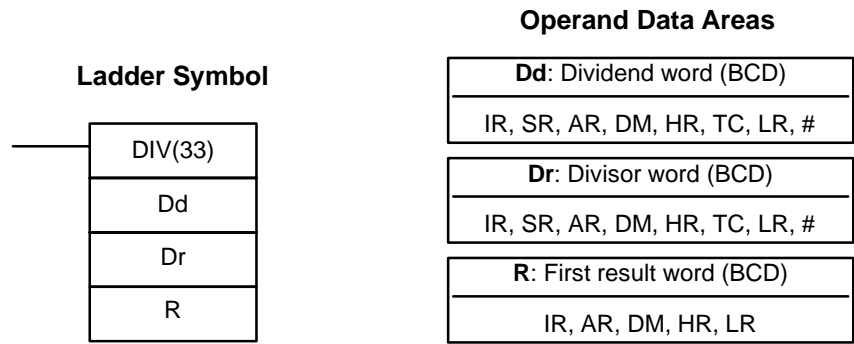 Ladder Symbol
DIV(33)
Dd
Dr
R
Operand Data Areas
Dd: Dividend word (BCD)
IR, SR, AR, DM, HR, TC, LR, #
Dr: Divisor word (BCD)
IR, SR, AR, DM, HR, TC, LR, #
R: First result word (BCD)
IR, AR, DM, HR, LR